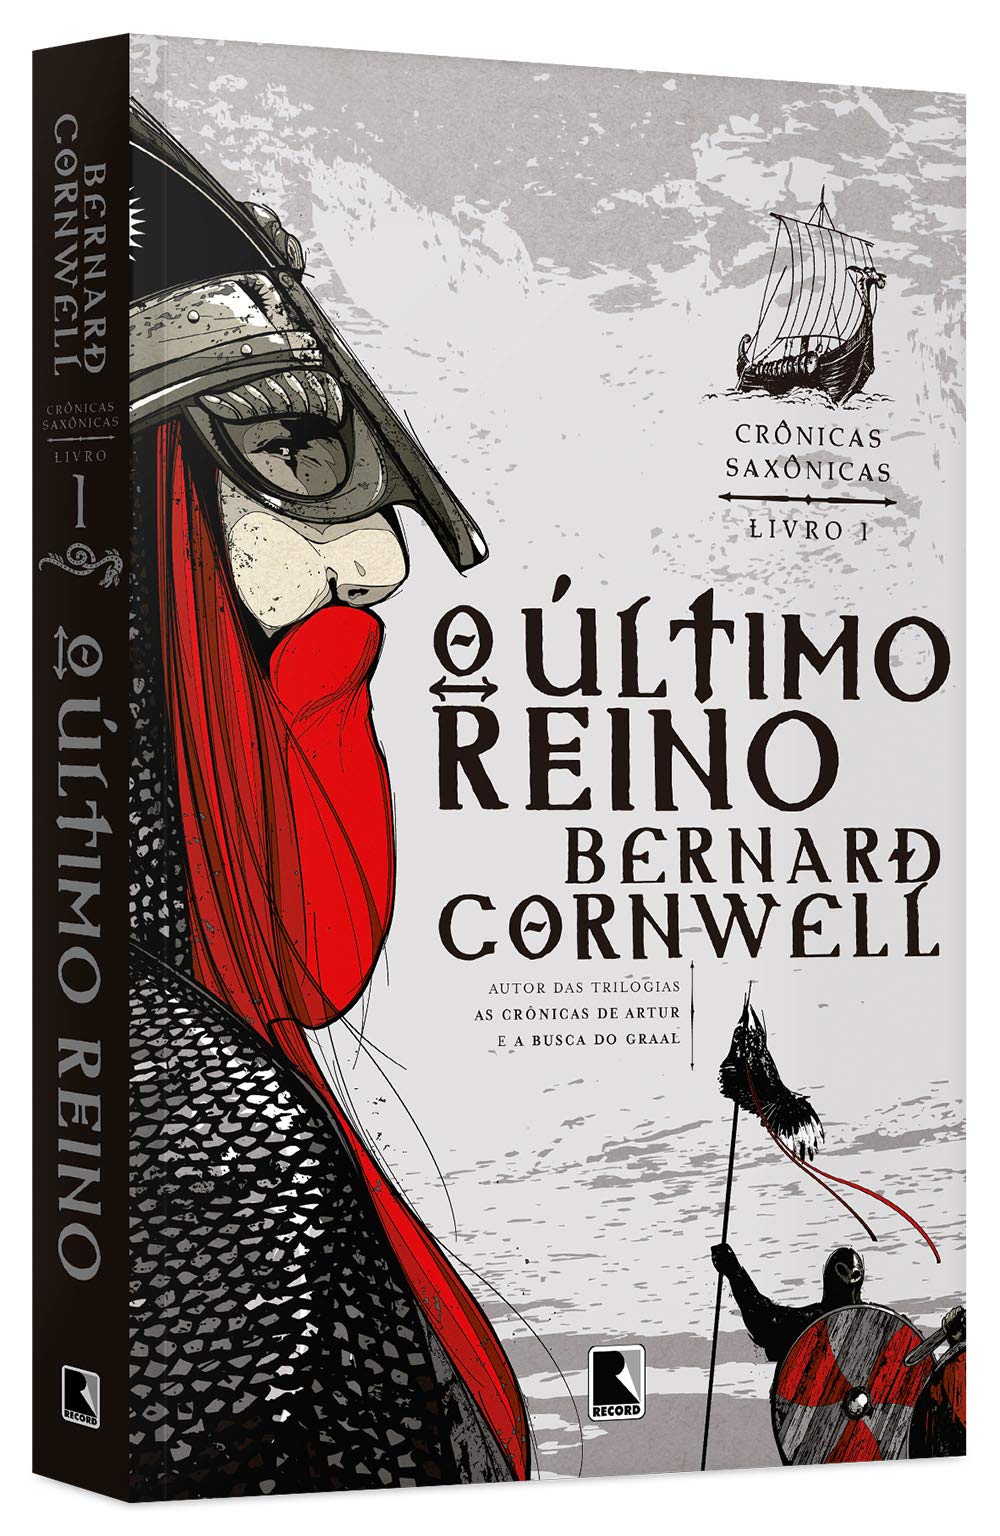 BERNARD
CORNWELL
CRÔNICAS
SAXÔNICAS
LIVRO
I
O ÚLTIMO REINO
RECORD
CRÔNICAS
SAXÔNICAS
LIVRO I
O ÚLTIMO
REINO
BERNARD
CORNWELL
AUTOR DAS TRILOGIAS
AS CRÔNICAS DE ARTUR
E A BUSCA DO GRAAL
RECORD